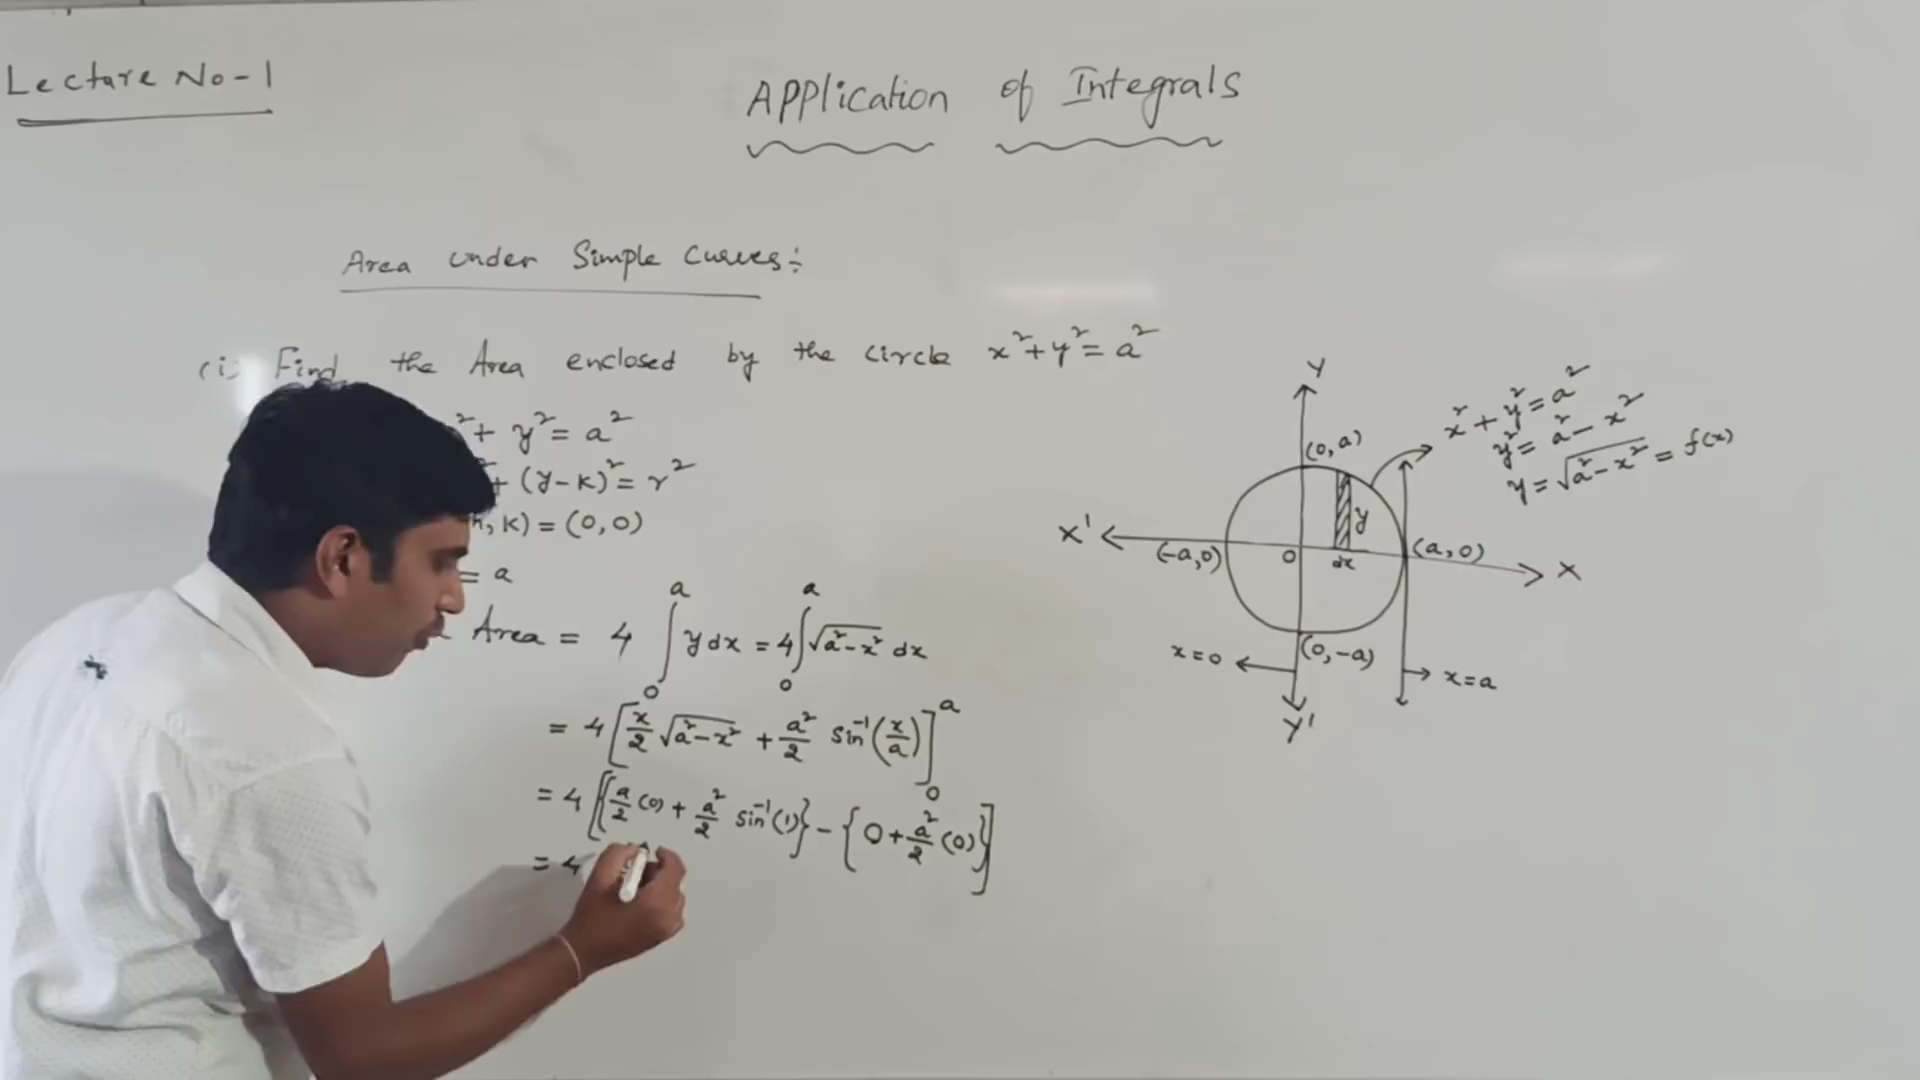 Lecture No-1
Application of Integrals
Area under Simple Curves:
(i) Find the Area enclosed by the circle x²+y²=a²
²+ y²= a²
²+ (y-k)²= r²
h, k) = (0, 0)
= a
Area = 4 ∫₀ᵃ y dx = 4 ∫₀ᵃ √(a²-x²) dx
= 4 [ x/2 √(a²-x²) + a²/2 sin⁻¹(x/a) ]₀ᵃ
= 4 [ { a/2 (0) + a²/2 sin⁻¹(1) } - { 0 + a²/2 (0) } ]
= 4
Y
x²+y²=a²
y²= a²-x²
y=√(a²-x²) = f(x)
(0, a)
y
X'
(-a,0)
0
dx
(a,0)
X
x=0
(0,-a)
x=a
Y'